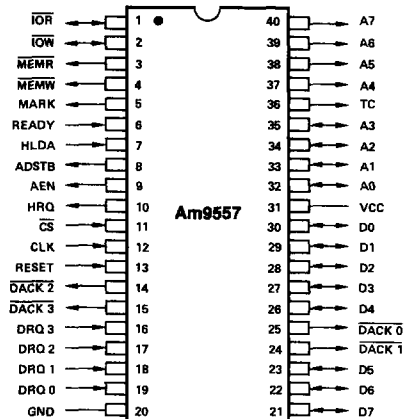 IOR 1 40 A7
IOW 2 39 A6
MEMR 3 38 A5
MEMW 4 37 A4
MARK 5 36 TC
READY 6 35 A3
HLDA 7 34 A2
ADSTB 8 33 A1
AEN 9 32 A0
HRQ 10 31 VCC
Am9557
CS 11 30 D0
CLK 12 29 D1
RESET 13 28 D2
DACK 2 14 27 D3
DACK 3 15 26 D4
DRQ 3 16 25 DACK 0
DRQ 2 17 24 DACK 1
DRQ 1 18 23 D5
DRQ 0 19 22 D6
GND 20 21 D7